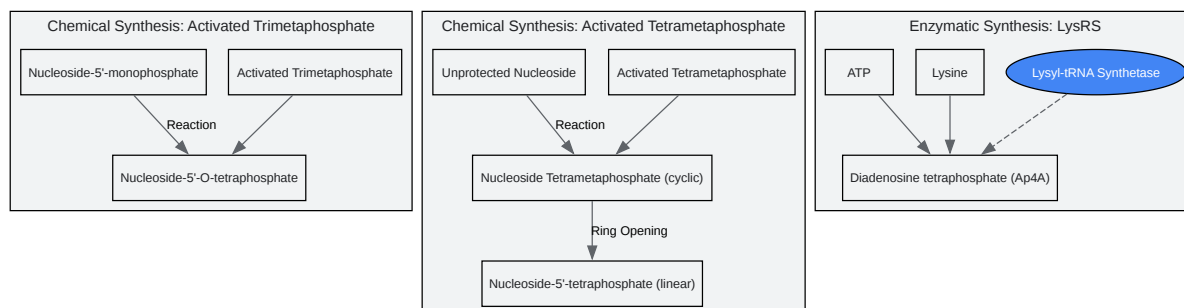 Chemical Synthesis: Activated Trimetaphosphate
Nucleoside-5'-monophosphate
Activated Trimetaphosphate
Reaction
Nucleoside-5'-O-tetraphosphate
Chemical Synthesis: Activated Tetrametaphosphate
Unprotected Nucleoside
Activated Tetrametaphosphate
Reaction
Nucleoside Tetrametaphosphate (cyclic)
Ring Opening
Nucleoside-5'-tetraphosphate (linear)
Enzymatic Synthesis: LysRS
ATP
Lysine
Lysyl-tRNA Synthetase
Diadenosine tetraphosphate (Ap4A)